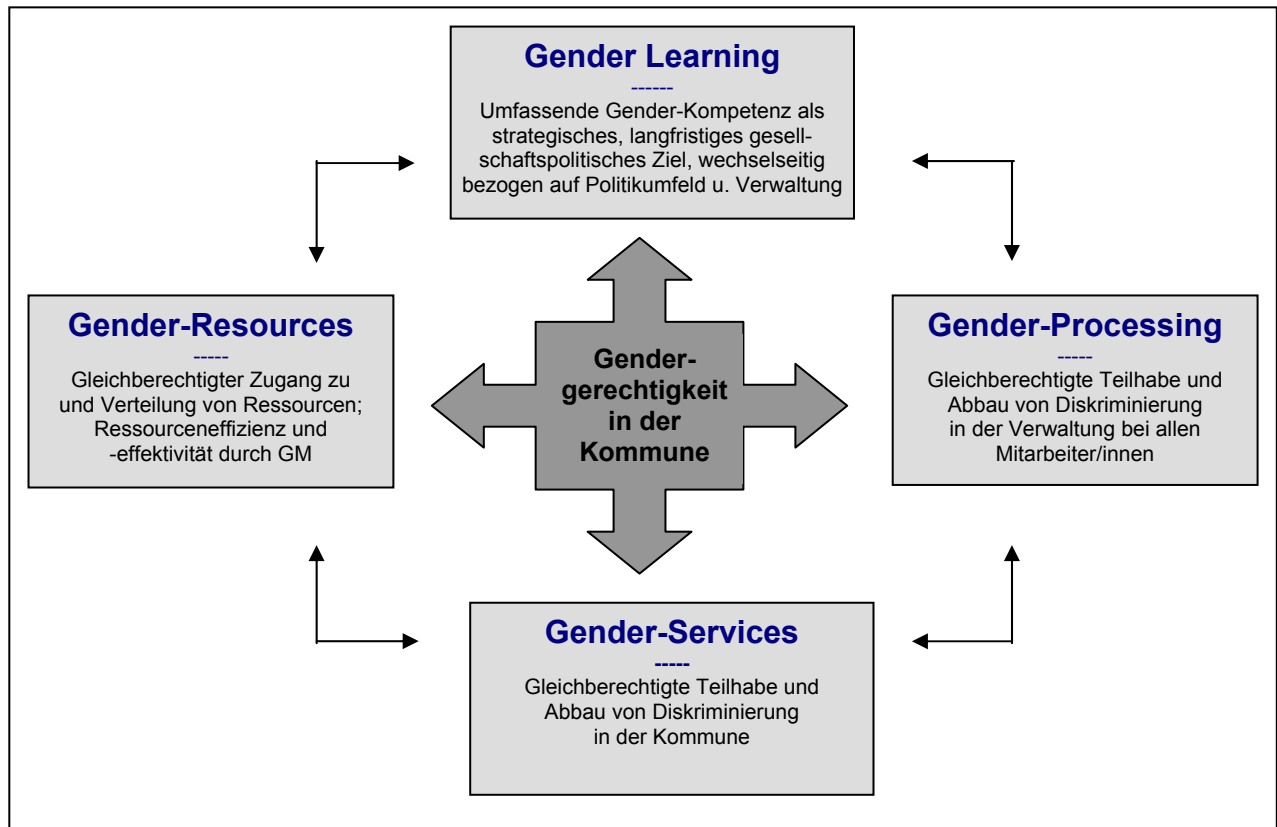 Gender Learning
------
Umfassende Gender-Kompetenz als
strategisches, langfristiges gesell-
schaftspolitisches Ziel, wechselseitig
bezogen auf Politikumfeld u. Verwaltung
Gender-Resources
-----
Gleichberechtigter Zugang zu
und Verteilung von Ressourcen;
Ressourceneffizienz und
-effektivität durch GM
Gender-
gerechtigkeit
in der
Kommune
Gender-Processing
-----
Gleichberechtigte Teilhabe und
Abbau von Diskriminierung
in der Verwaltung bei allen
Mitarbeiter/innen
Gender-Services
-----
Gleichberechtigte Teilhabe und
Abbau von Diskriminierung
in der Kommune